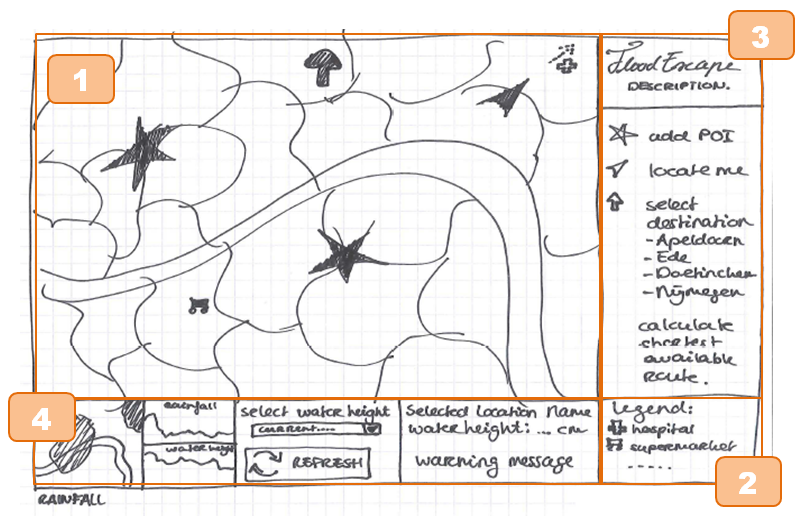 1
3
FloodEscape
DESCRIPTION.
add POI
locate me
select
destination
- Apeldoorn
- Ede
- Doetinchem
- Nijmegen
calculate
shortest
available
route.
4
rainfall
water height
RAINFALL
select water height
current....
REFRESH
Selected Location Name
water height: ... cm
warning message
Legend:
hospital
supermarket
.....
2